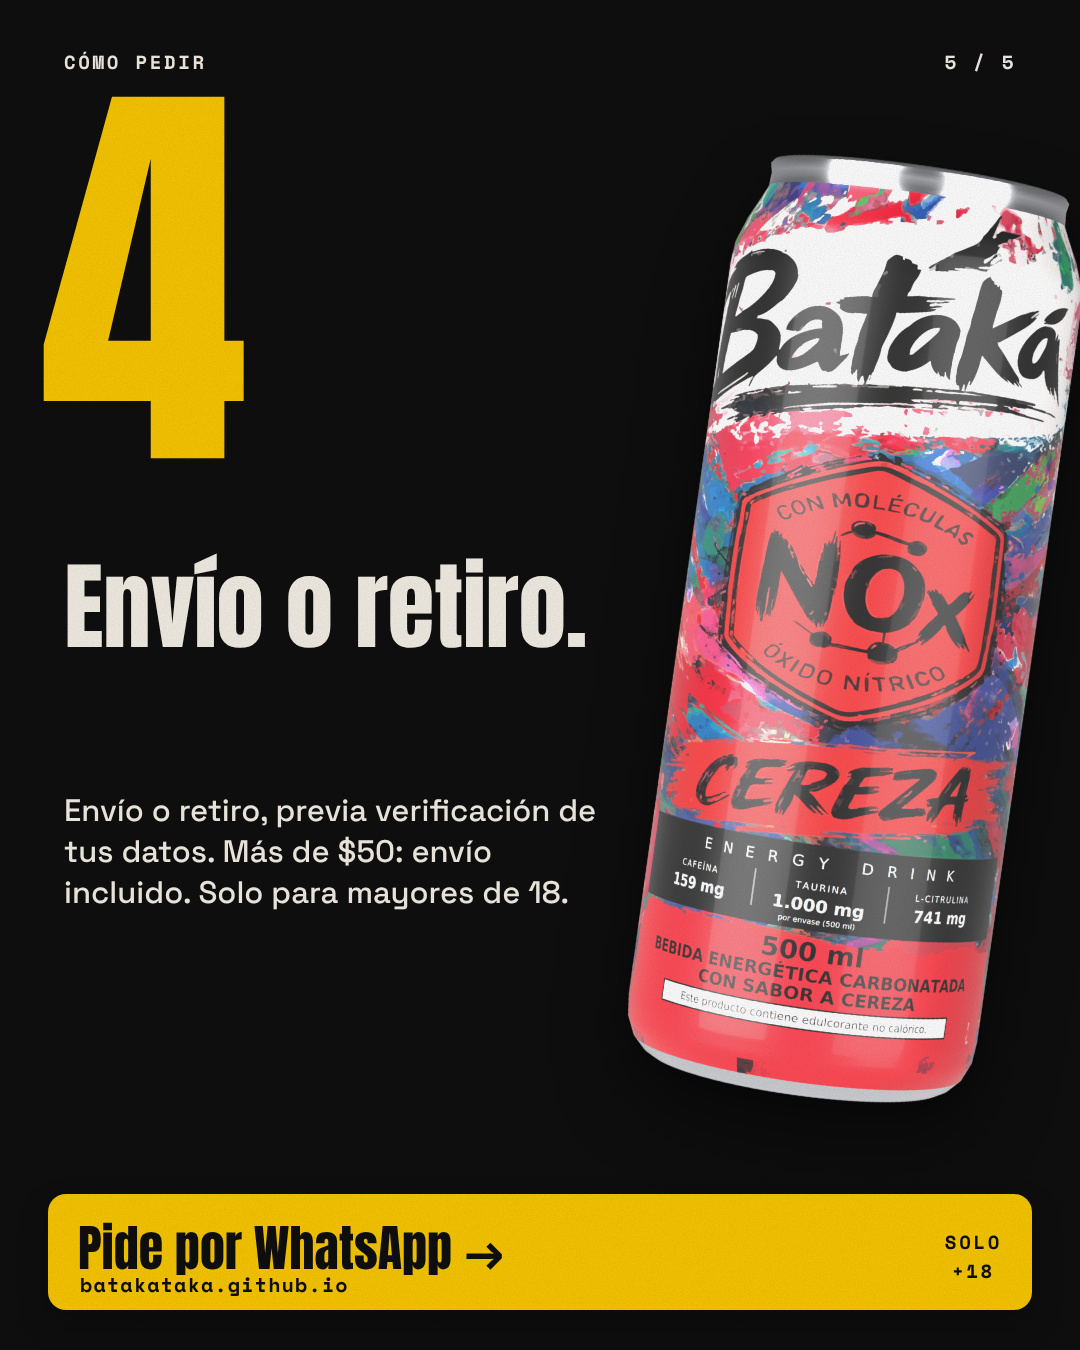 CÓMO PEDIR
5 / 5
4
Envío o retiro.
Envío o retiro, previa verificación de
tus datos. Más de $50: envío
incluido. Solo para mayores de 18.
Bataká
CON MOLÉCULAS
NOx
ÓXIDO NÍTRICO
CEREZA
ENERGY DRINK
CAFEÍNA
159 mg
TAURINA
1.000 mg
por envase (500 ml)
L-CITRULINA
741 mg
500 ml
BEBIDA ENERGÉTICA CARBONATADA
CON SABOR A CEREZA
Este producto contiene edulcorante no calórico.
Pide por WhatsApp →
batakataka.github.io
SOLO
+18